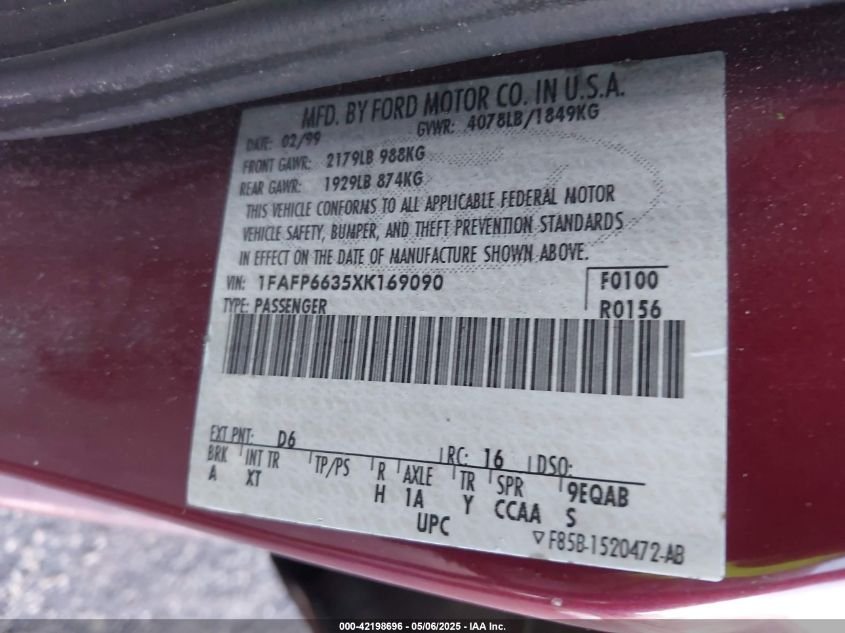 MFD. BY FORD MOTOR CO. IN U.S.A.
DATE: 02/99 GVWR: 4078LB/1849KG
FRONT GAWR: 2179LB 988KG
REAR GAWR: 1929LB 874KG
THIS VEHICLE CONFORMS TO ALL APPLICABLE FEDERAL MOTOR
VEHICLE SAFETY, BUMPER, AND THEFT PREVENTION STANDARDS
IN EFFECT ON THE DATE OF MANUFACTURE SHOWN ABOVE.
VIN: 1FAFP6635XK169090 F0100
TYPE: PASSENGER R0156
EXT PNT: D6 RC: 16 DSO:
BRK INT TR TP/PS R AXLE TR SPR 9EQAB
A XT H 1A Y CCAA S
UPC ▽F85B-1520472-AB
000-42198696 - 05/06/2025 - IAA Inc.